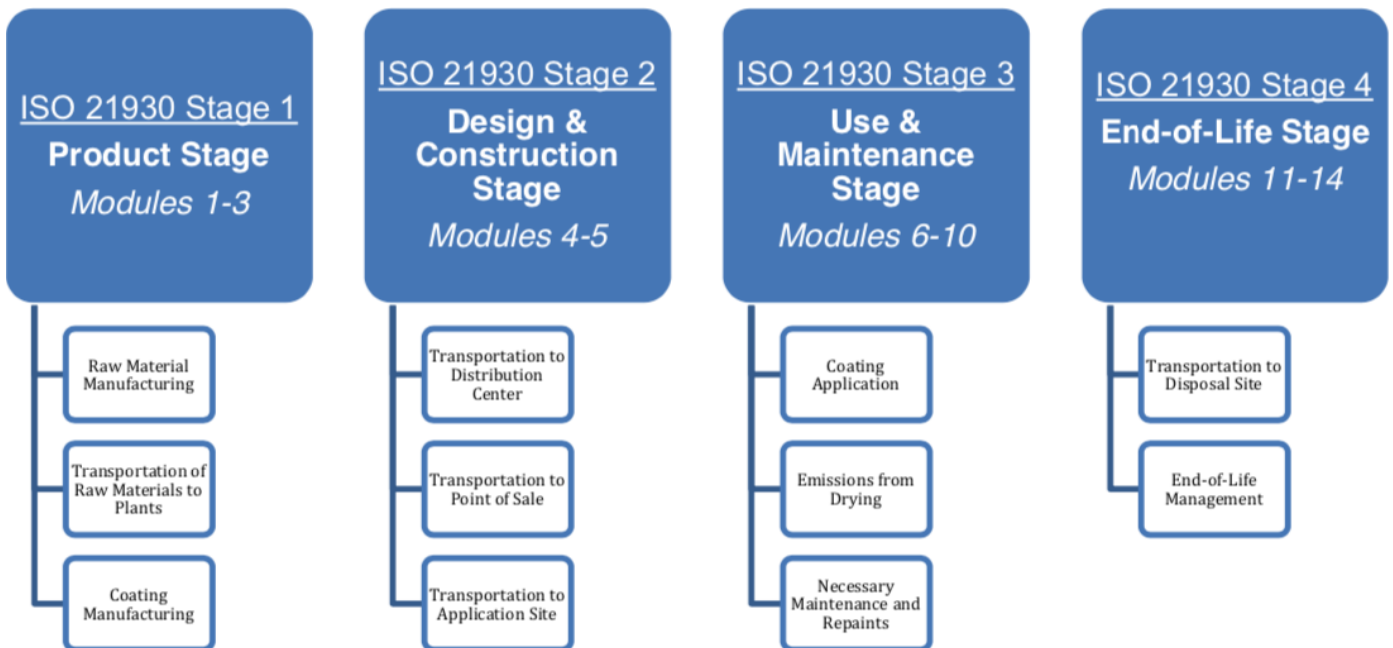 ISO 21930 Stage 1
Product Stage
Modules 1-3
Raw Material
Manufacturing
Transportation of
Raw Materials to
Plants
Coating
Manufacturing
ISO 21930 Stage 2
Design &
Construction
Stage
Modules 4-5
Transportation to
Distribution
Center
Transportation to
Point of Sale
Transportation to
Application Site
ISO 21930 Stage 3
Use &
Maintenance
Stage
Modules 6-10
Coating
Application
Emissions from
Drying
Necessary
Maintenance and
Repaints
ISO 21930 Stage 4
End-of-Life Stage
Modules 11-14
Transportation to
Disposal Site
End-of-Life
Management